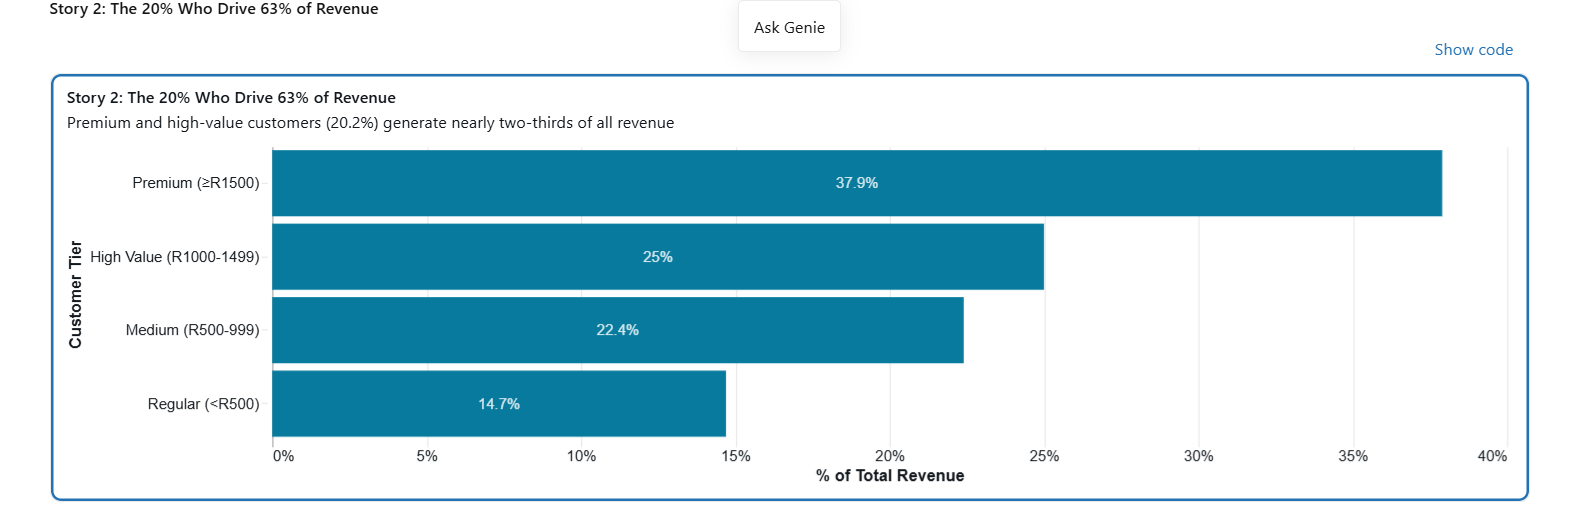 Story 2: The 20% Who Drive 63% of Revenue
Ask Genie
Show code
Story 2: The 20% Who Drive 63% of Revenue
Premium and high-value customers (20.2%) generate nearly two-thirds of all revenue
Customer Tier
Premium (≥R1500)
37.9%
High Value (R1000-1499)
25%
Medium (R500-999)
22.4%
Regular (<R500)
14.7%
0% 5% 10% 15% 20% 25% 30% 35% 40%
% of Total Revenue